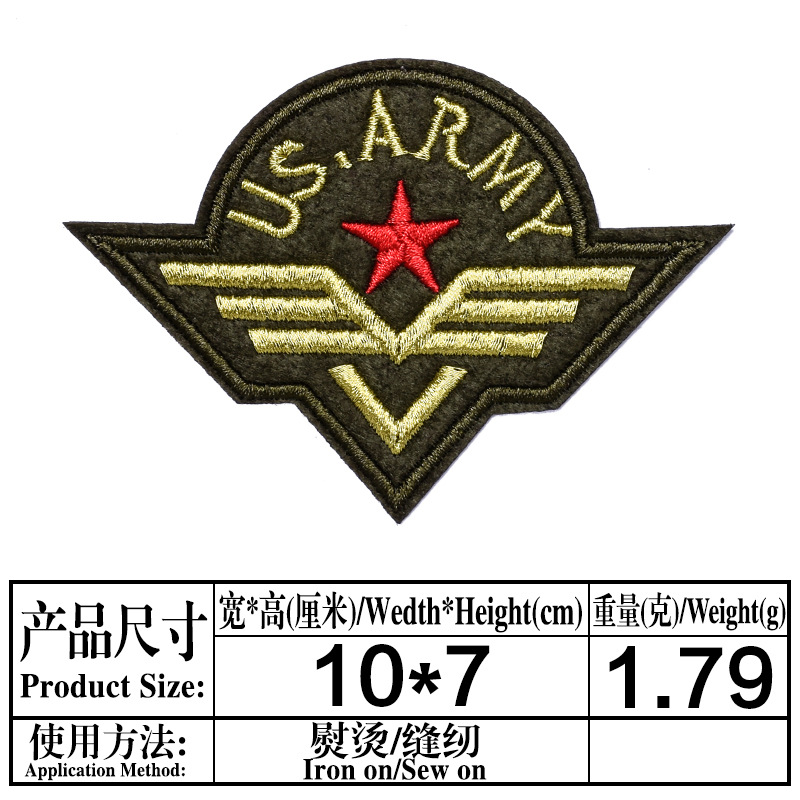 US.ARMY
产品尺寸
Product Size:
宽*高(厘米)/Wedth*Height(cm)
重量(克)/Weight(g)
10*7
1.79
使用方法:
Application Method:
熨烫/缝纫
Iron on/Sew on